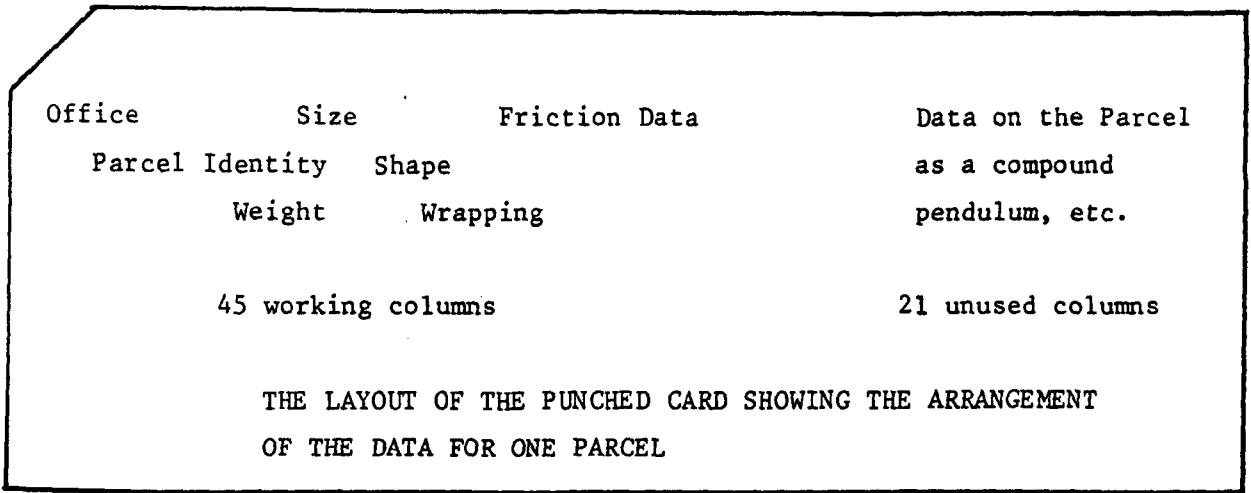 Office Size Friction Data Data on the Parcel
Parcel Identity Shape as a compound
Weight Wrapping pendulum, etc.
45 working columns 21 unused columns
THE LAYOUT OF THE PUNCHED CARD SHOWING THE ARRANGEMENT
OF THE DATA FOR ONE PARCEL